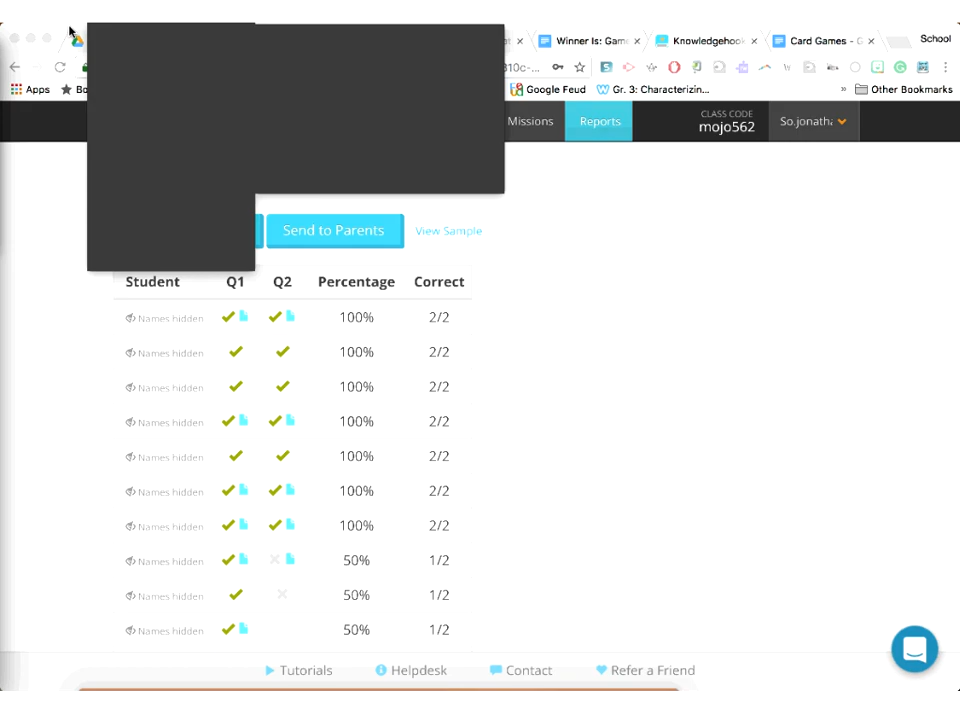 Winner Is: Gam
Knowledgehook
Card Games - G
School
310c-...
Apps
Bo
Google Feud
Gr. 3: Characterizin...
»
Other Bookmarks
Missions
Reports
CLASS CODE
mojo562
So.jonatha
Send to Parents
View Sample
Student Q1 Q2 Percentage Correct
Names hidden 100% 2/2
Names hidden 100% 2/2
Names hidden 100% 2/2
Names hidden 100% 2/2
Names hidden 100% 2/2
Names hidden 100% 2/2
Names hidden 100% 2/2
Names hidden 50% 1/2
Names hidden 50% 1/2
Names hidden 50% 1/2
Tutorials Helpdesk Contact Refer a Friend